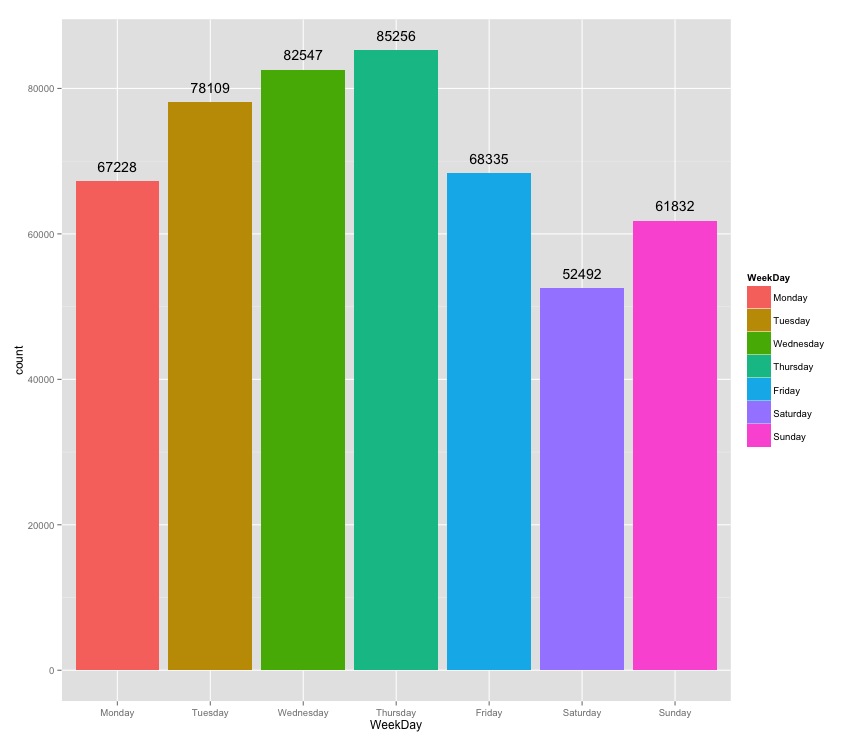 85256
82547
78109
68335
67228
61832
52492
80000
60000
40000
20000
0
count
Monday Tuesday Wednesday Thursday Friday Saturday Sunday
WeekDay
WeekDay
Monday
Tuesday
Wednesday
Thursday
Friday
Saturday
Sunday